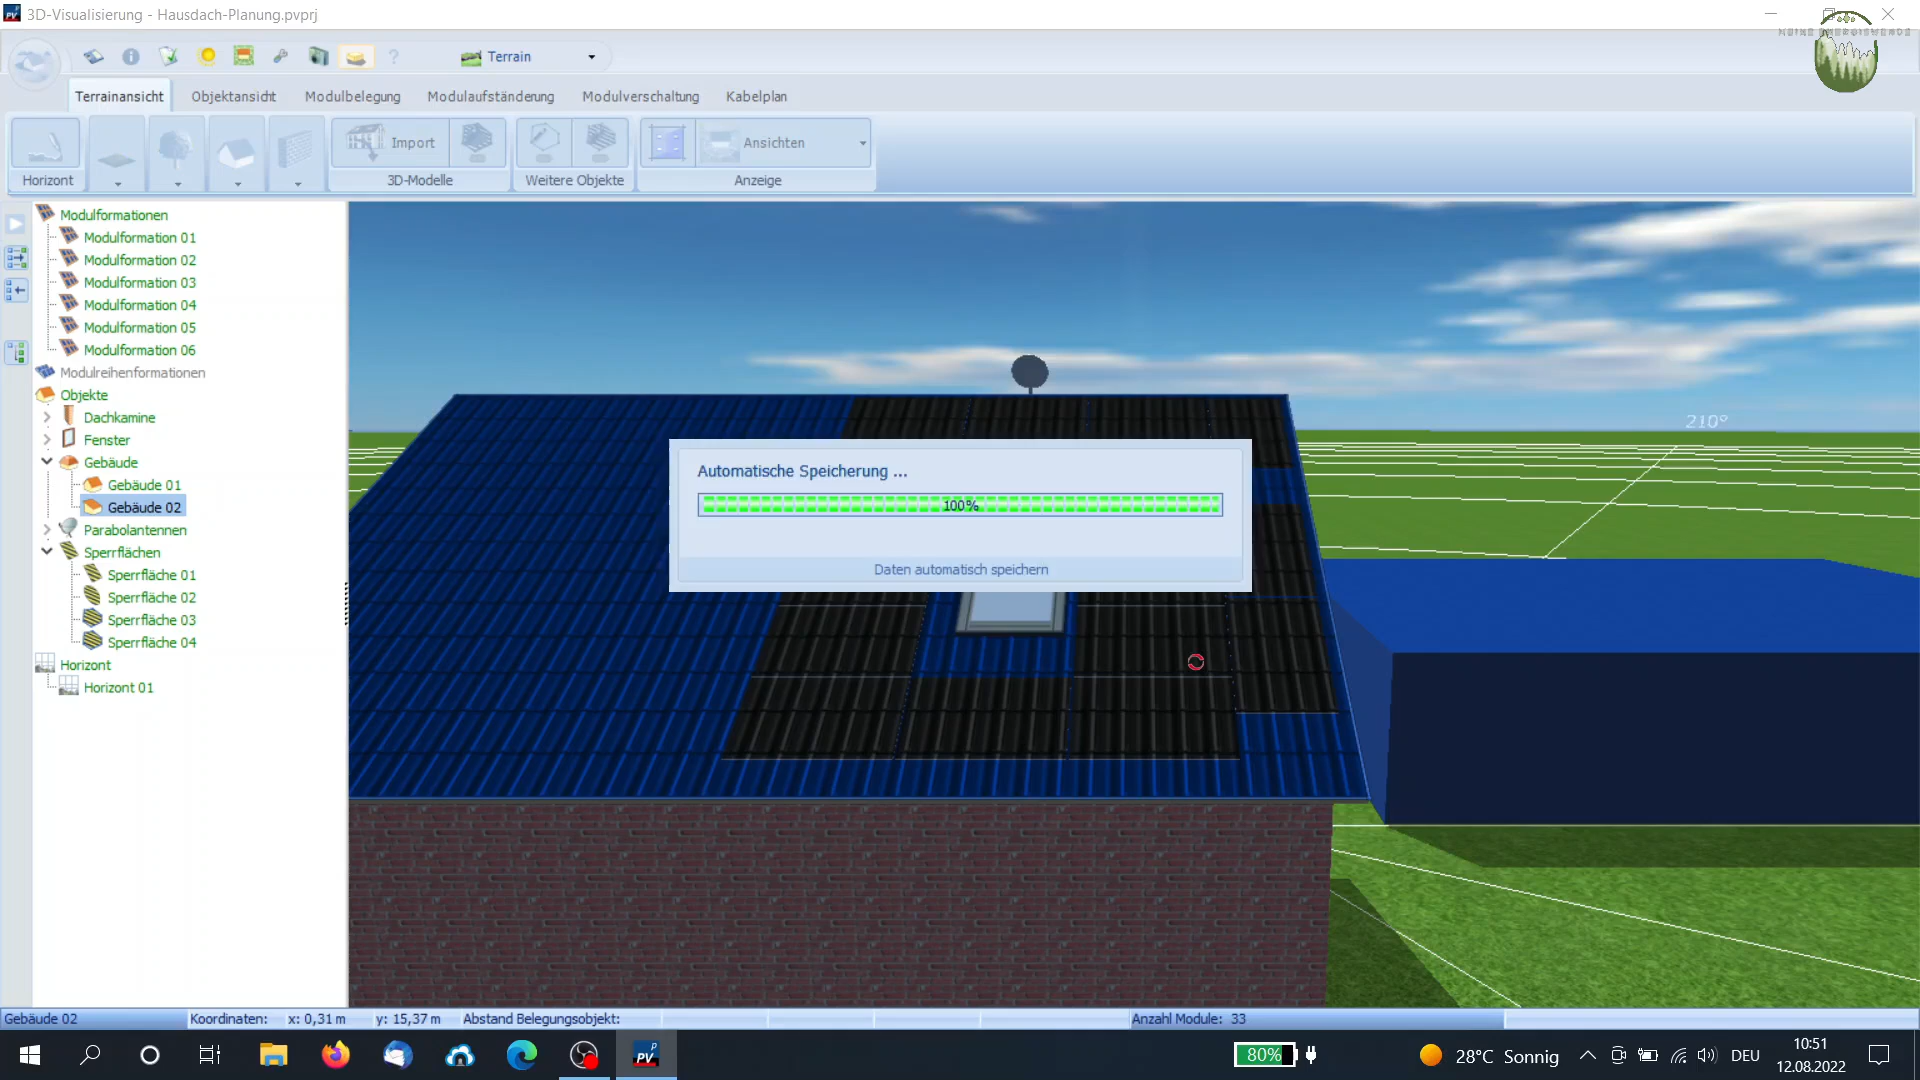 3D-Visualisierung - Hausdach-Planung.pvprj
MEINE ENERGIEWENDE
Terrain
Terrainansicht
Objektansicht
Modulbelegung
Modulaufständerung
Modulverschaltung
Kabelplan
Import
Ansichten
Horizont
3D-Modelle
Weitere Objekte
Anzeige
Modulformationen
Modulformation 01
Modulformation 02
Modulformation 03
Modulformation 04
Modulformation 05
Modulformation 06
Modulreihenformationen
Objekte
Dachkamine
Fenster
Gebäude
Gebäude 01
Gebäude 02
Parabolantennen
Sperrflächen
Sperrfläche 01
Sperrfläche 02
Sperrfläche 03
Sperrfläche 04
Horizont
Horizont 01
210°
Automatische Speicherung ...
100%
Daten automatisch speichern
Gebäude 02
Koordinaten: x: 0,31 m y: 15,37 m
Abstand Belegungsobjekt:
Anzahl Module: 33
80%
28°C Sonnig
DEU
10:51
12.08.2022